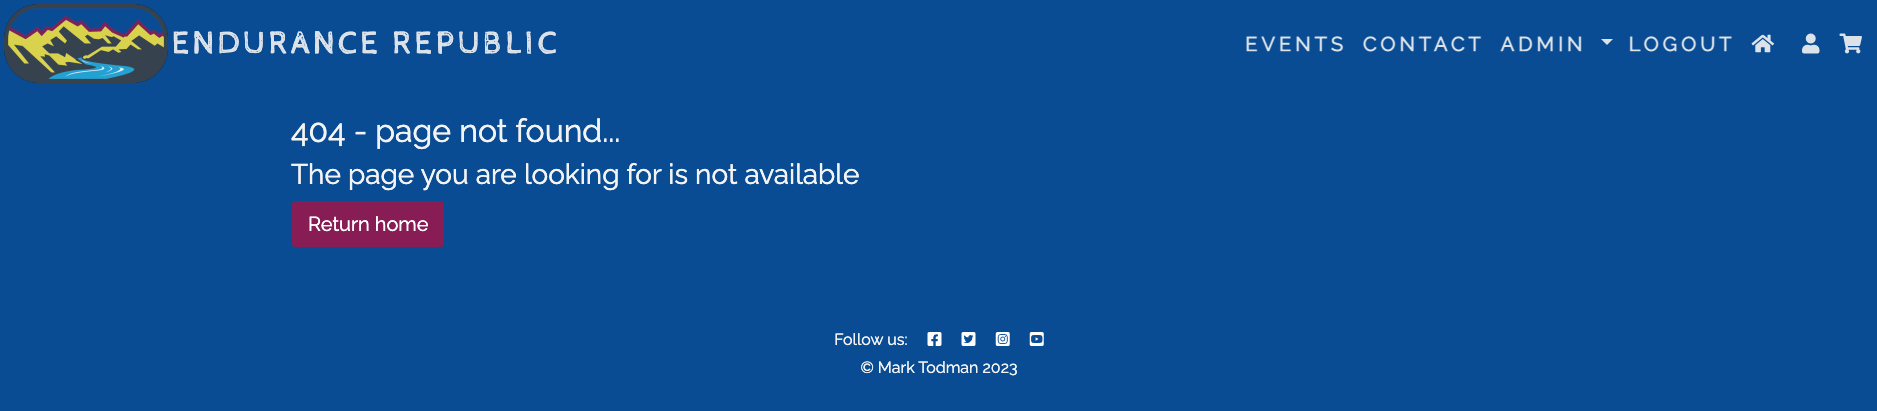 ENDURANCE REPUBLIC
EVENTS CONTACT ADMIN LOGOUT
404 - page not found...
The page you are looking for is not available
Return home
Follow us:
© Mark Todman 2023